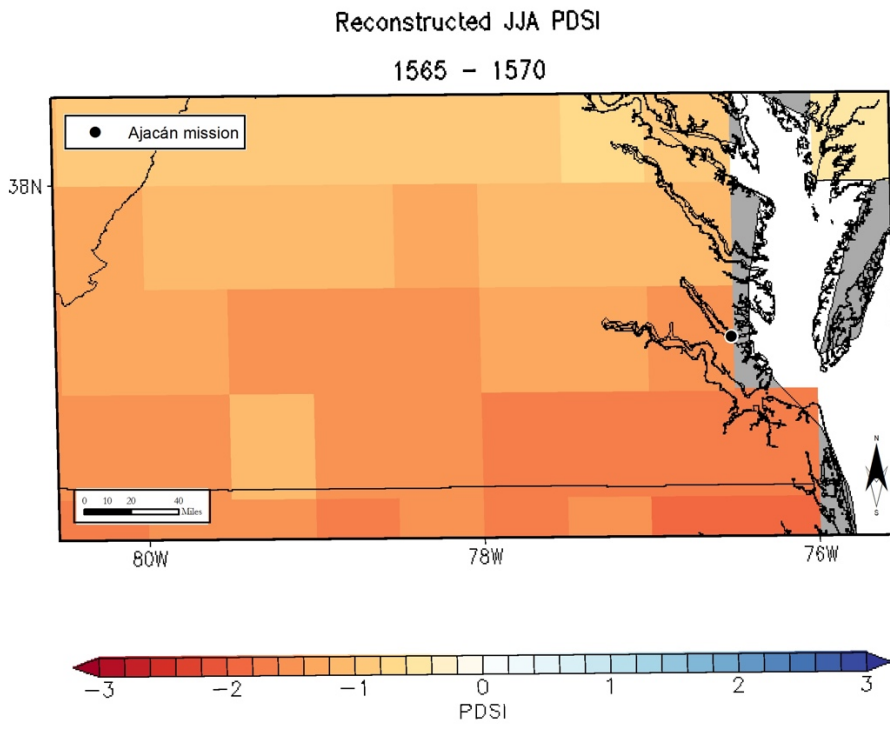 Reconstructed JJA PDSI
1565 - 1570
Ajacán mission
38N
N
S
0 10 20 40
Miles
80W 78W 76W
-3 -2 -1 0 1 2 3
PDSI